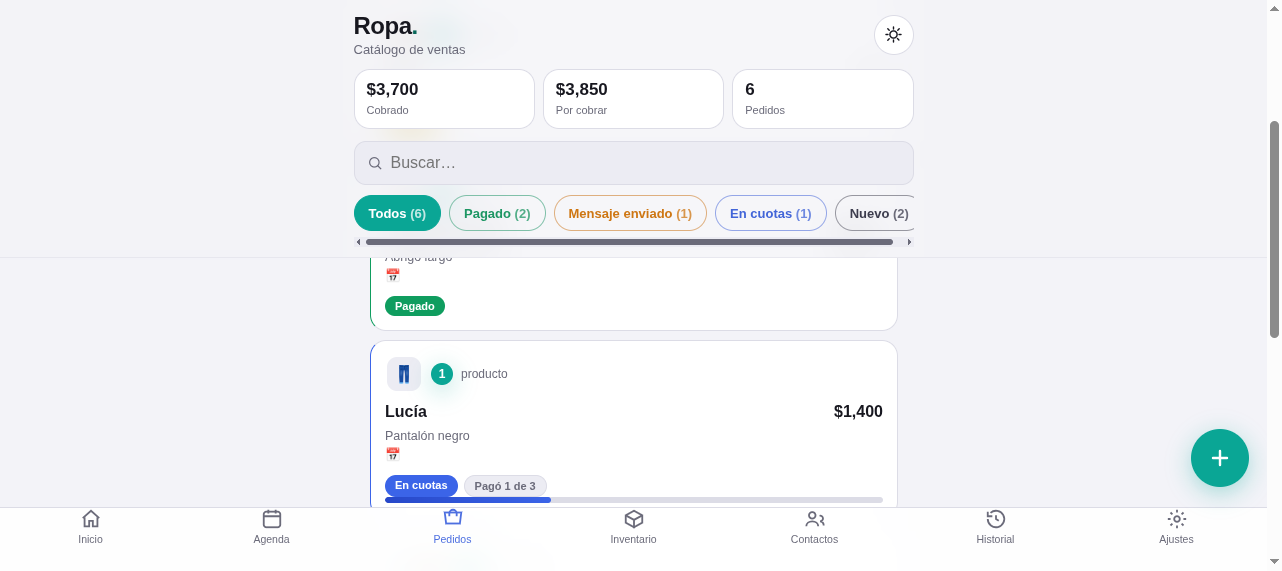 Ropa.
Catálogo de ventas
$3,700
Cobrado
$3,850
Por cobrar
6
Pedidos
Buscar…
Todos (6)
Pagado (2)
Mensaje enviado (1)
En cuotas (1)
Nuevo (2)
Abrigo largo
Pagado
1 producto
Lucía
$1,400
Pantalón negro
En cuotas
Pagó 1 de 3
Inicio
Agenda
Pedidos
Inventario
Contactos
Historial
Ajustes